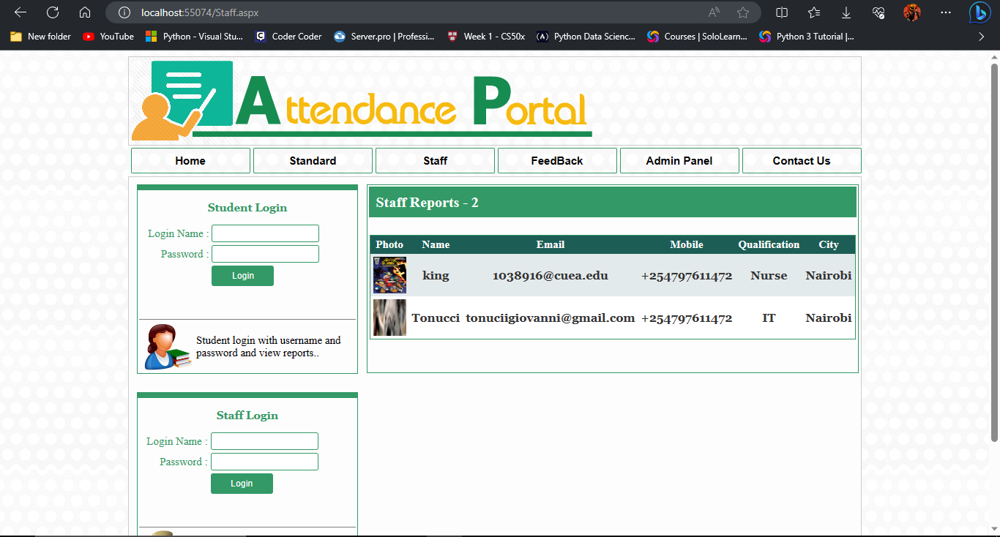 localhost:55074/Staff.aspx
New folder YouTube Python - Visual Stu... Coder Coder Server.pro | Professi... Week 1 - CS50x Python Data Scienc... Courses | SoloLearn... Python 3 Tutorial |...
Attendance Portal
Home Standard Staff FeedBack Admin Panel Contact Us
Student Login
Login Name :
Password :
Login
Student login with username and
password and view reports..
Staff Login
Login Name :
Password :
Login
Staff Reports - 2
Photo Name Email Mobile Qualification City
king 1038916@cuea.edu +254797611472 Nurse Nairobi
Tonucci tonuciigiovanni@gmail.com +254797611472 IT Nairobi